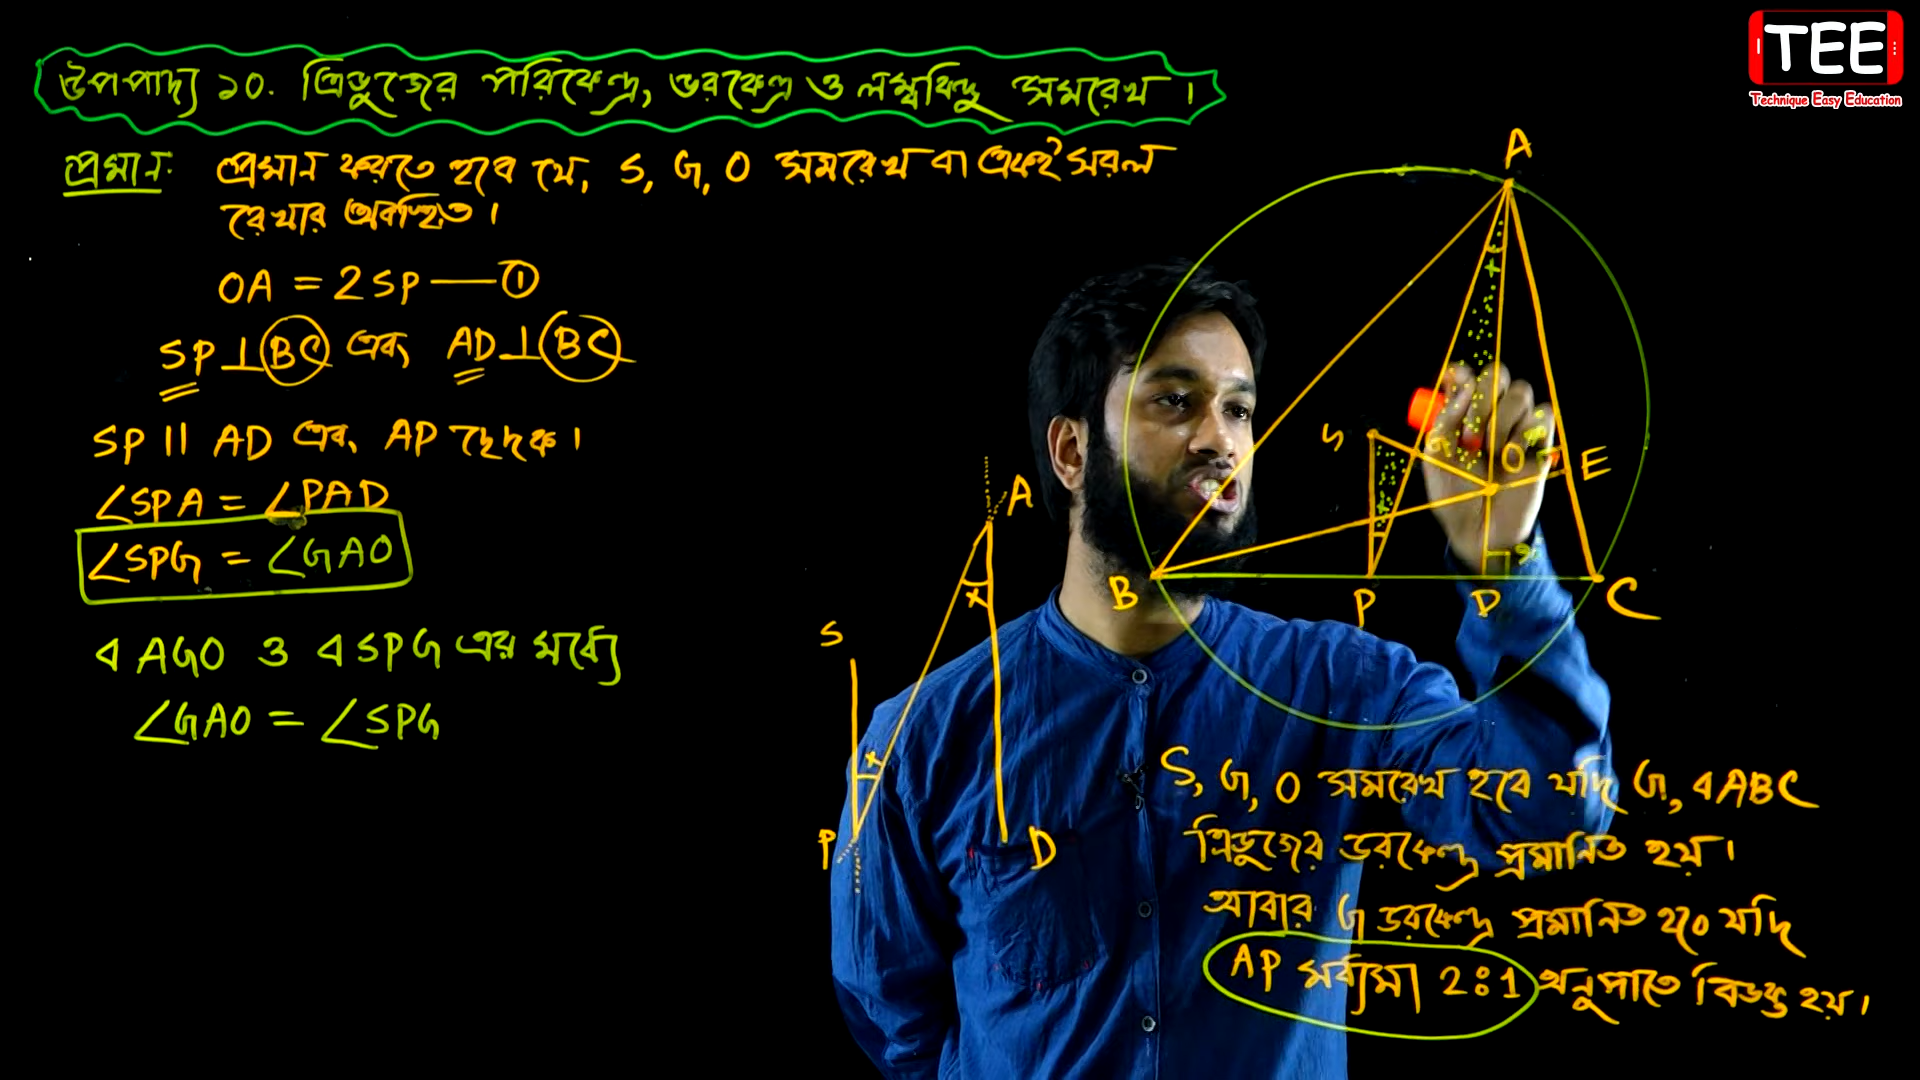 TEE
Technique Easy Education
উপপাদ্য ১০. ত্রিভুজের পরিকেন্দ্র, ভরকেন্দ্র ও লম্ববিন্দু সমরেখ।
প্রমান: প্রমান করতে হবে যে, S, G, O সমরেখ বা একই সরল
রেখার অবস্থিত।
OA = 2SP — ①
SP⊥BC এবং AD⊥BC
SP || AD এবং AP ছেদক।
∠SPA = ∠PAD
∠SPG = ∠GAO
⊲ AGO ও ⊲ SPG এর মধ্যে
∠GAO = ∠SPG
A
S
P
D
x
x
A
x
S
G
O
E
x
B
P
D
C
S, G, O সমরেখ হবে যদি G, ⊲ABC
ত্রিভুজের ভরকেন্দ্র প্রমানিত হয়।
আবার G ভরকেন্দ্র প্রমানিত হবে যদি
AP মধ্যমা 2:1 অনুপাতে বিভক্ত হয়।